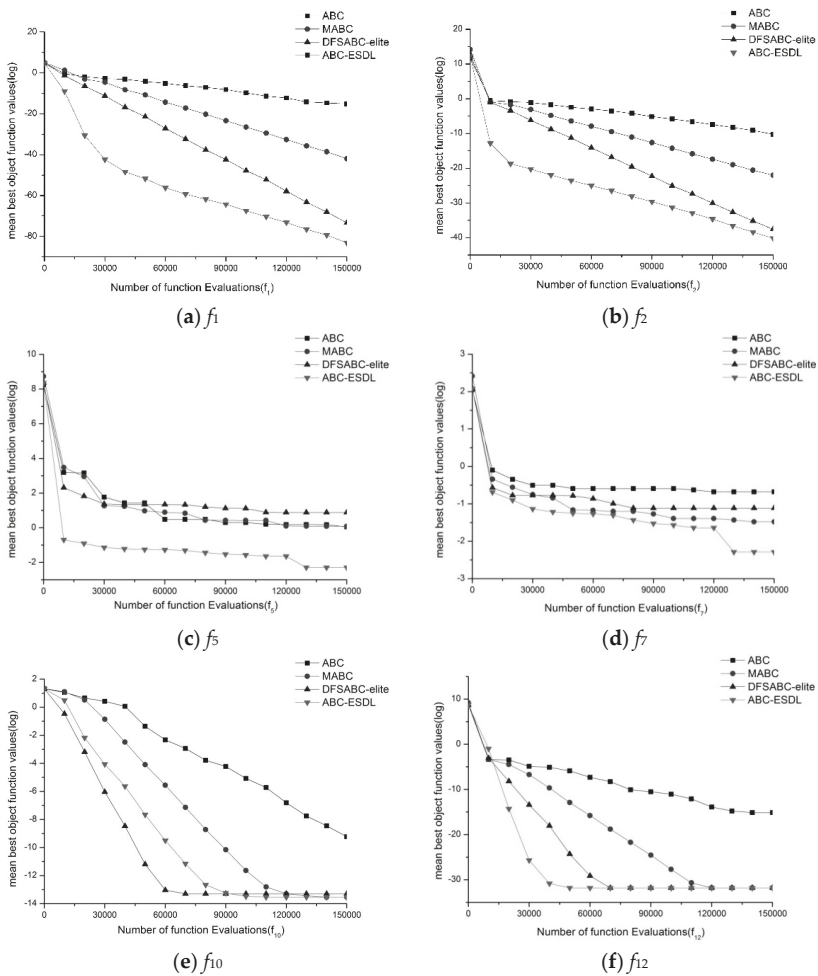 ABC
MABC
DFSABC-elite
ABC-ESDL
mean best object function values(log)
20
0
-20
-40
-60
-80
0 30000 60000 90000 120000 150000
Number of function Evaluations(f₁)
(a) f1
ABC
MABC
DFSABC-elite
ABC-ESDL
mean best object function values(log)
20
10
0
-10
-20
-30
-40
0 30000 60000 90000 120000 150000
Number of function Evaluations(f₂)
(b) f2
ABC
MABC
DFSABC-elite
ABC-ESDL
mean best object function values(log)
10
8
6
4
2
0
-2
0 30000 60000 90000 120000 150000
Number of function Evaluations(f₅)
(c) f5
ABC
MABC
DFSABC-elite
ABC-ESDL
mean best object function values(log)
3
2
1
0
-1
-2
-3
0 30000 60000 90000 120000 150000
Number of function Evaluations(f₇)
(d) f7
ABC
MABC
DFSABC-elite
ABC-ESDL
mean best object function values(log)
2
0
-2
-4
-6
-8
-10
-12
-14
0 30000 60000 90000 120000 150000
Number of function Evaluations(f₁₀)
(e) f10
ABC
MABC
DFSABC-elite
ABC-ESDL
mean best object function values(log)
10
0
-10
-20
-30
0 30000 60000 90000 120000 150000
Number of function Evaluations(f₁₂)
(f) f12